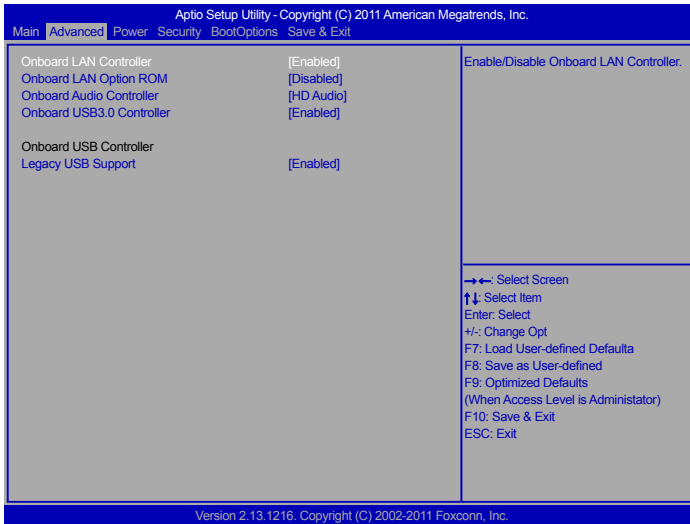 Aptio Setup Utility - Copyright (C) 2011 American Megatrends, Inc.
Main Advanced Power Security BootOptions Save & Exit
Onboard LAN Controller [Enabled]
Onboard LAN Option ROM [Disabled]
Onboard Audio Controller [HD Audio]
Onboard USB3.0 Controller [Enabled]
Onboard USB Controller
Legacy USB Support [Enabled]
Enable/Disable Onboard LAN Controller.
→←: Select Screen
↑↓: Select Item
Enter: Select
+/-: Change Opt
F7: Load User-defined Defaulta
F8: Save as User-defined
F9: Optimized Defaults
(When Access Level is Administator)
F10: Save & Exit
ESC: Exit
Version 2.13.1216. Copyright (C) 2002-2011 Foxconn, Inc.